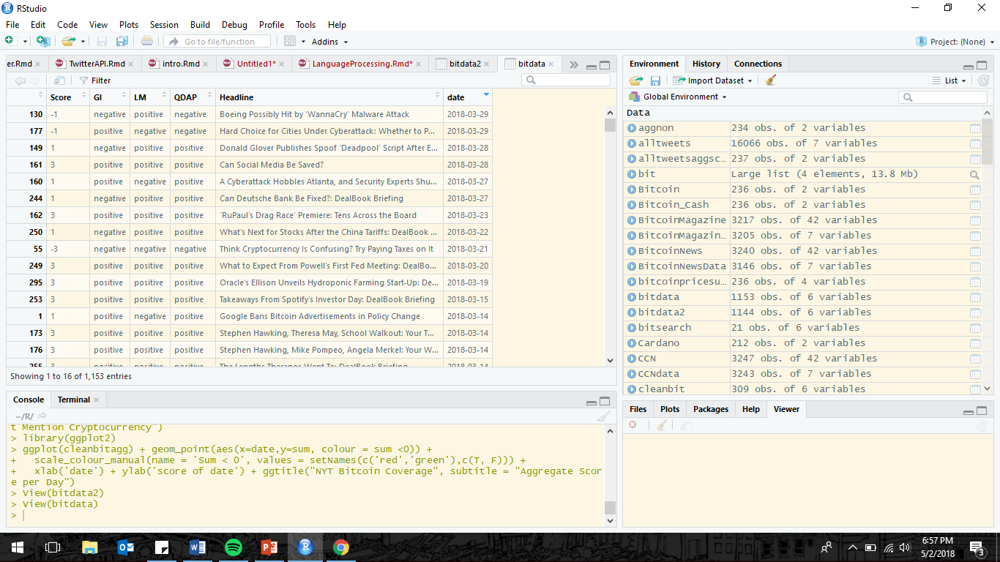 RStudio
File Edit Code View Plots Session Build Debug Profile Tools Help
Go to file/function Addins Project: (None)
er.Rmd TwitterAPI.Rmd intro.Rmd Untitled1* LanguageProcessing.Rmd* bitdata2 bitdata
Filter
Score GI LM QDAP Headline date
130 -1 negative positive negative Boeing Possibly Hit by 'WannaCry' Malware Attack 2018-03-29
177 -1 positive negative negative Hard Choice for Cities Under Cyberattack: Whether to P... 2018-03-29
149 1 negative positive positive Donald Glover Publishes Spoof 'Deadpool' Script After E... 2018-03-28
161 3 positive positive positive Can Social Media Be Saved? 2018-03-28
160 1 negative positive positive A Cyberattack Hobbles Atlanta, and Security Experts Shu... 2018-03-27
244 1 negative positive positive Can Deutsche Bank Be Fixed?: DealBook Briefing 2018-03-27
162 3 positive positive positive 'RuPaul's Drag Race' Premiere: Tens Across the Board 2018-03-23
250 1 negative positive positive What's Next for Stocks After the China Tariffs: DealBook ... 2018-03-22
55 -3 negative negative negative Think Cryptocurrency Is Confusing? Try Paying Taxes on It 2018-03-21
249 3 positive positive positive What to Expect From Powell's First Fed Meeting: DealBo... 2018-03-20
295 3 positive positive positive Oracle's Ellison Unveils Hydroponic Farming Start-Up: De... 2018-03-19
253 3 positive positive positive Takeaways From Spotify's Investor Day: DealBook Briefing 2018-03-15
1 1 positive negative positive Google Bans Bitcoin Advertisements in Policy Change 2018-03-14
173 3 positive positive positive Stephen Hawking, Theresa May, School Walkout: Your T... 2018-03-14
176 3 positive positive positive Stephen Hawking, Mike Pompeo, Angela Merkel: Your W... 2018-03-14
255 3 positive positive positive The Lengths Theranos Went To: DealBook Briefing 2018-03-14
Showing 1 to 16 of 1,153 entries
Console Terminal
~/R/
t Mention Cryptocurrency")
> library(ggplot2)
> ggplot(cleanbitagg) + geom_point(aes(x=date,y=sum, colour = sum <0)) +
+   scale_colour_manual(name = 'Sum < 0', values = setNames(c('red','green'),c(T, F))) +
+   xlab('date') + ylab('score of date') + ggtitle("NYT Bitcoin Coverage", subtitle = "Aggregate Scor
e per Day")
> View(bitdata2)
> View(bitdata)
>
Environment History Connections
Import Dataset List
Global Environment
Data
aggnon 234 obs. of 2 variables
alltweets 16066 obs. of 7 variables
alltweetsaggsc... 237 obs. of 2 variables
bit Large list (4 elements, 13.8 Mb)
Bitcoin 236 obs. of 2 variables
Bitcoin_Cash 236 obs. of 2 variables
BitcoinMagazine 3217 obs. of 42 variables
BitcoinMagazin... 3205 obs. of 7 variables
BitcoinNews 3240 obs. of 42 variables
BitcoinNewsData 3146 obs. of 7 variables
bitcoinpricesu... 236 obs. of 4 variables
bitdata 1153 obs. of 6 variables
bitdata2 1144 obs. of 6 variables
bitsearch 21 obs. of 6 variables
Cardano 212 obs. of 2 variables
CCN 3247 obs. of 42 variables
CCNdata 3243 obs. of 7 variables
cleanbit 309 obs. of 6 variables
Files Plots Packages Help Viewer
6:57 PM
5/2/2018
3